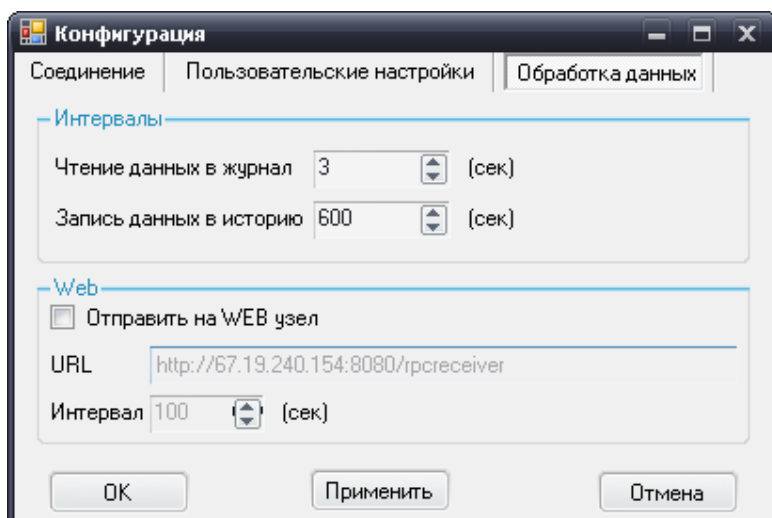 Конфигурация
Соединение Пользовательские настройки Обработка данных
Интервалы
Чтение данных в журнал 3 (сек)
Запись данных в историю 600 (сек)
Web
Отправить на WEB узел
URL http://67.19.240.154:8080/rpcreceiver
Интервал 100 (сек)
OK Применить Отмена